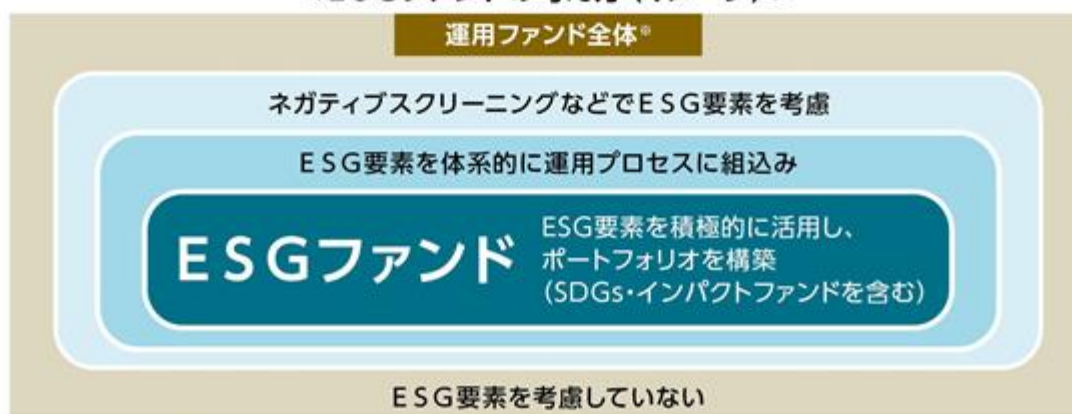 運用ファンド全体※
ネガティブスクリーニングなどでESG要素を考慮
ESG要素を体系的に運用プロセスに組込み
ESGファンド
ESG要素を積極的に活用し、
ポートフォリオを構築
(SDGs・インパクトファンドを含む)
ESG要素を考慮していない